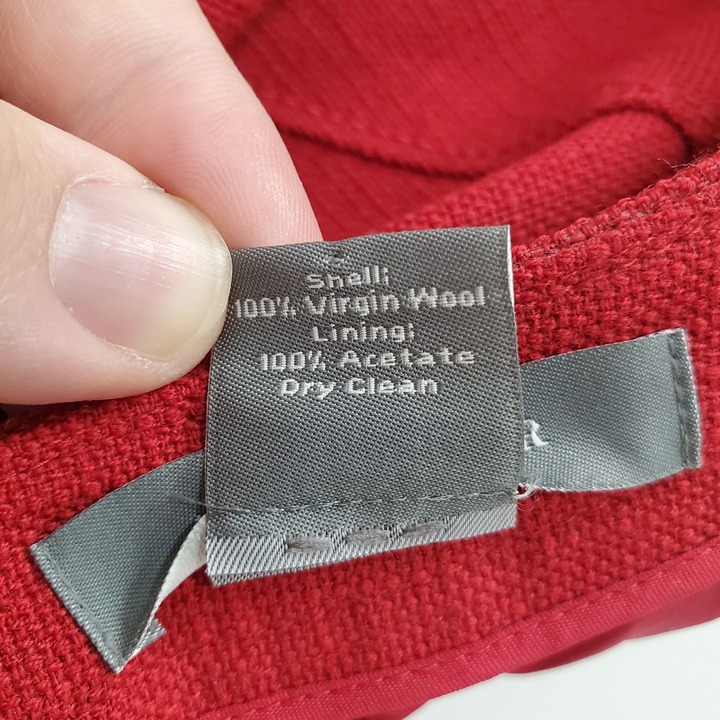 Shell:
100% Virgin Wool
Lining:
100% Acetate
Dry Clean